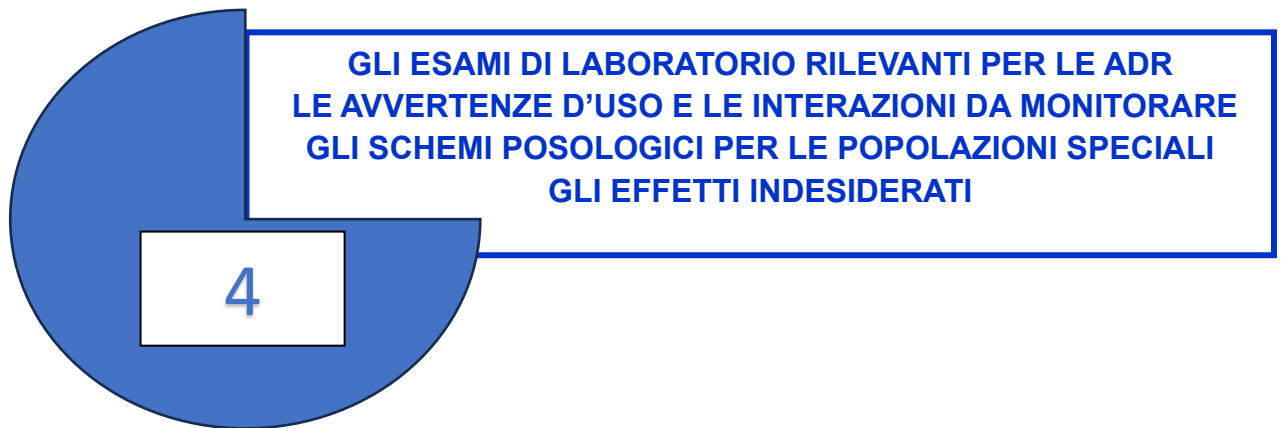 GLI ESAMI DI LABORATORIO RILEVANTI PER LE ADR
LE AVVERTENZE D’USO E LE INTERAZIONI DA MONITORARE
GLI SCHEMI POSOLOGICI PER LE POPOLAZIONI SPECIALI
GLI EFFETTI INDESIDERATI
4